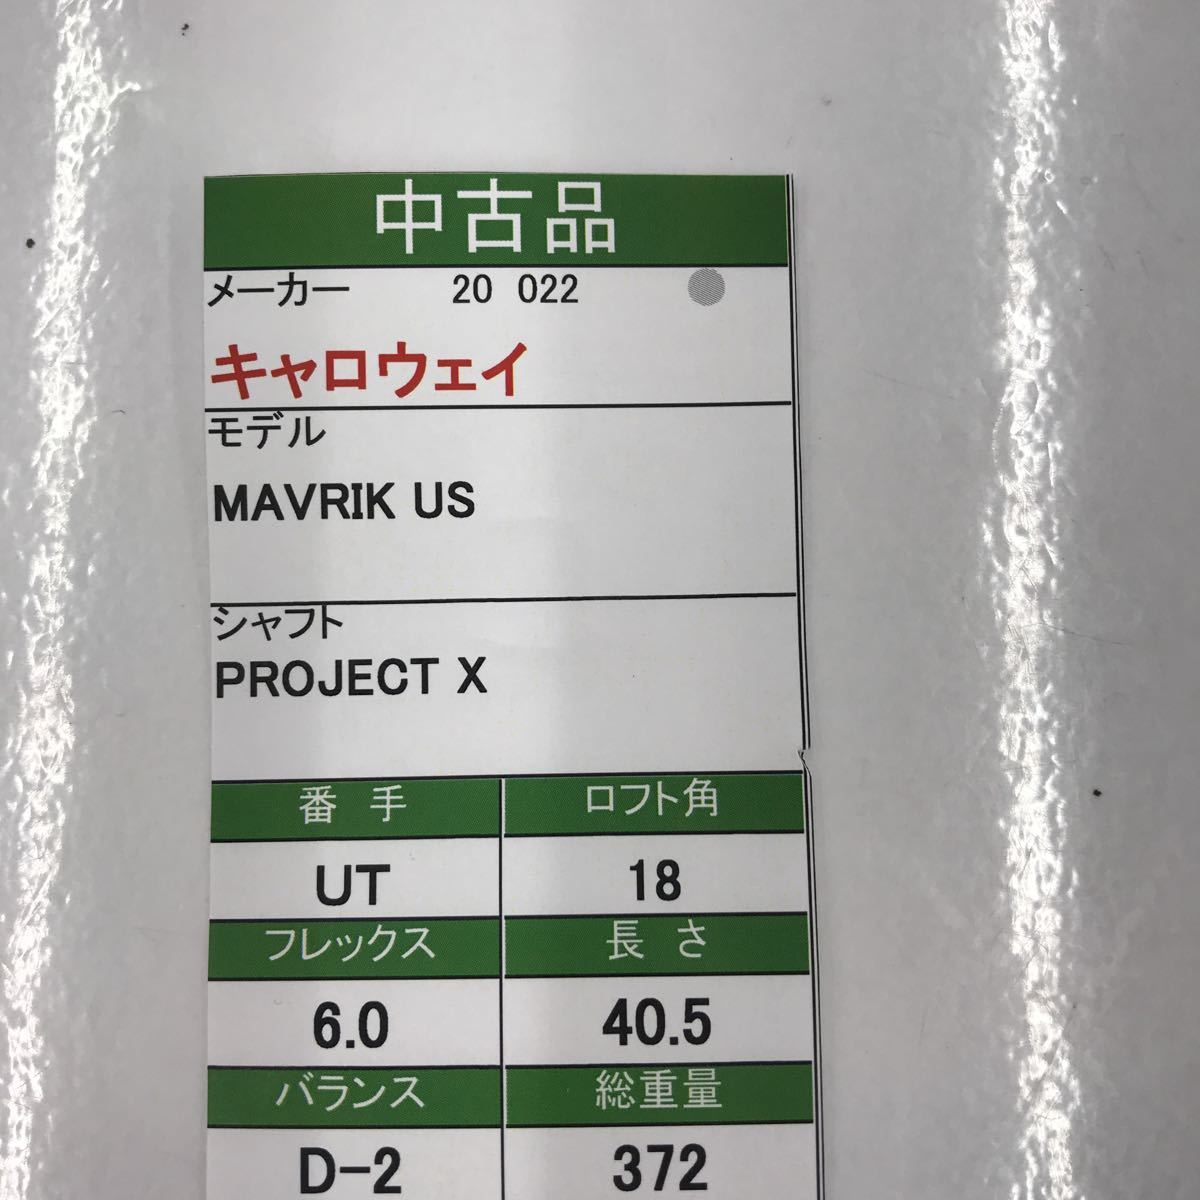 中古品
メーカー 20 022
キャロウェイ
モデル
MAVRIK US
シャフト
PROJECT X
番手 ロフト角
UT 18
フレックス 長さ
6.0 40.5
バランス 総重量
D-2 372